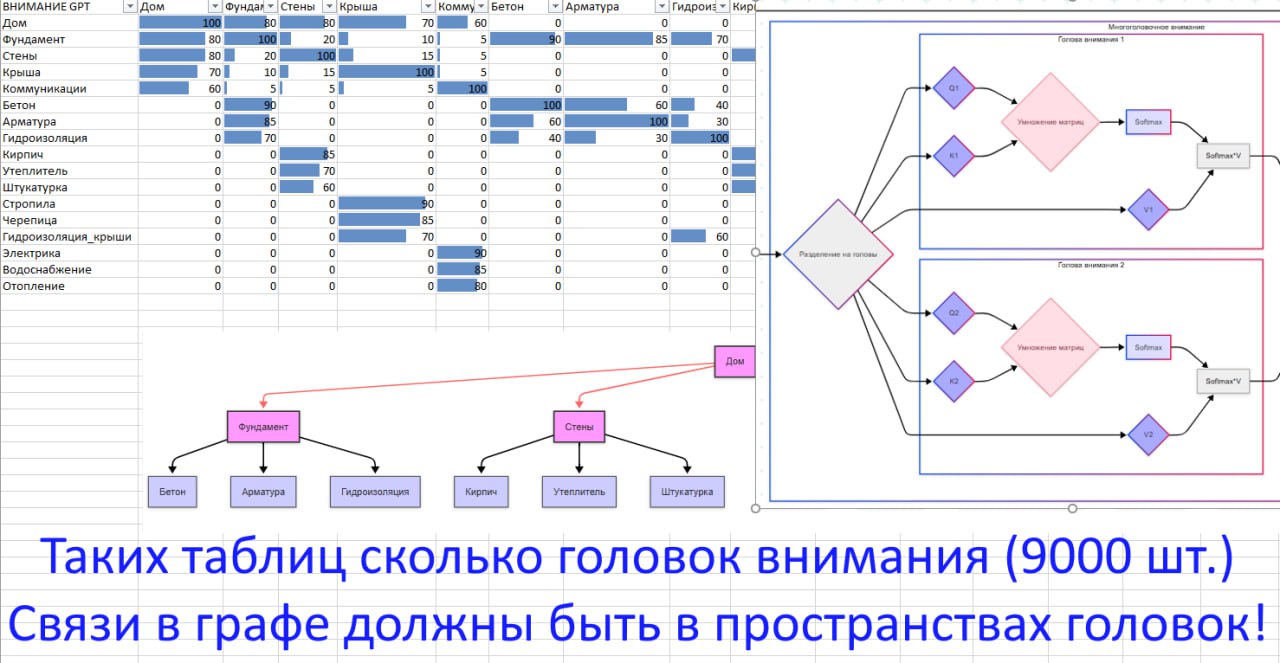 ВНИМАНИЕ GPT Дом Фундам Стены Крыша Комму Бетон Арматура Гидроиз Кир
Дом 100 80 80 70 60 0 0 0
Фундамент 80 100 20 10 5 90 85 70
Стены 80 20 100 15 5 0 0 0
Крыша 70 10 15 100 5 0 0 0
Коммуникации 60 5 5 5 100 0 0 0
Бетон 0 90 0 0 0 100 60 40
Арматура 0 85 0 0 0 60 100 30
Гидроизоляция 0 70 0 0 0 40 30 100
Кирпич 0 0 85 0 0 0 0 0
Утеплитель 0 0 70 0 0 0 0 0
Штукатурка 0 0 60 0 0 0 0 0
Стропила 0 0 0 90 0 0 0 0
Черепица 0 0 0 85 0 0 0 0
Гидроизоляция_крыши 0 0 0 70 0 0 0 60
Электрика 0 0 0 0 90 0 0 0
Водоснабжение 0 0 0 0 85 0 0 0
Отопление 0 0 0 0 80 0 0 0
Многоголовочное внимание
Голова внимания 1
Q1
Умножение матриц
Softmax
K1
Softmax*V
V1
Разделение на головы
Голова внимания 2
Q2
Умножение матриц
Softmax
K2
Softmax*V
V2
Дом
Фундамент
Стены
Бетон
Арматура
Гидроизоляция
Кирпич
Утеплитель
Штукатурка
Таких таблиц сколько головок внимания (9000 шт.)
Связи в графе должны быть в пространствах головок!